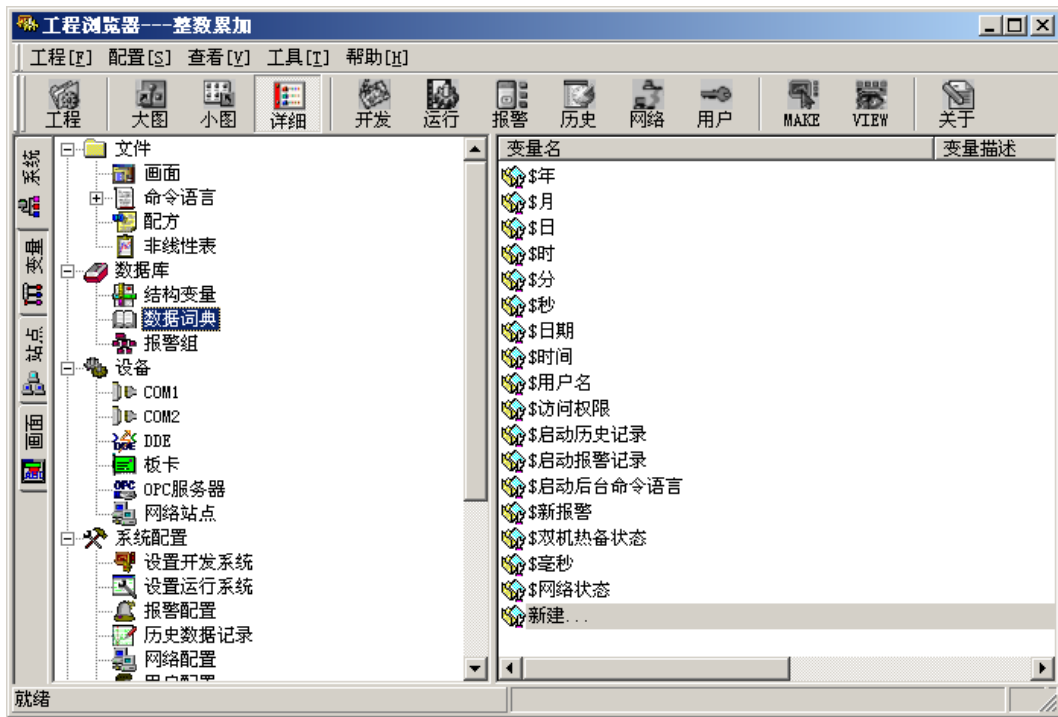 工程浏览器---整数累加
工程[F] 配置[S] 查看[V] 工具[T] 帮助[H]
工程 大图 小图 详细 开发 运行 报警 历史 网络 用户 MAKE VIEW 关于
系统
变量
站点
画面
文件
画面
命令语言
配方
非线性表
数据库
结构变量
数据词典
报警组
设备
COM1
COM2
DDE
板卡
OPC服务器
网络站点
系统配置
设置开发系统
设置运行系统
报警配置
历史数据记录
网络配置
变量名 变量描述
$年
$月
$日
$时
$分
$秒
$日期
$时间
$用户名
$访问权限
$启动历史记录
$启动报警记录
$启动后台命令语言
$新报警
$双机热备状态
$毫秒
$网络状态
新建...
就绪